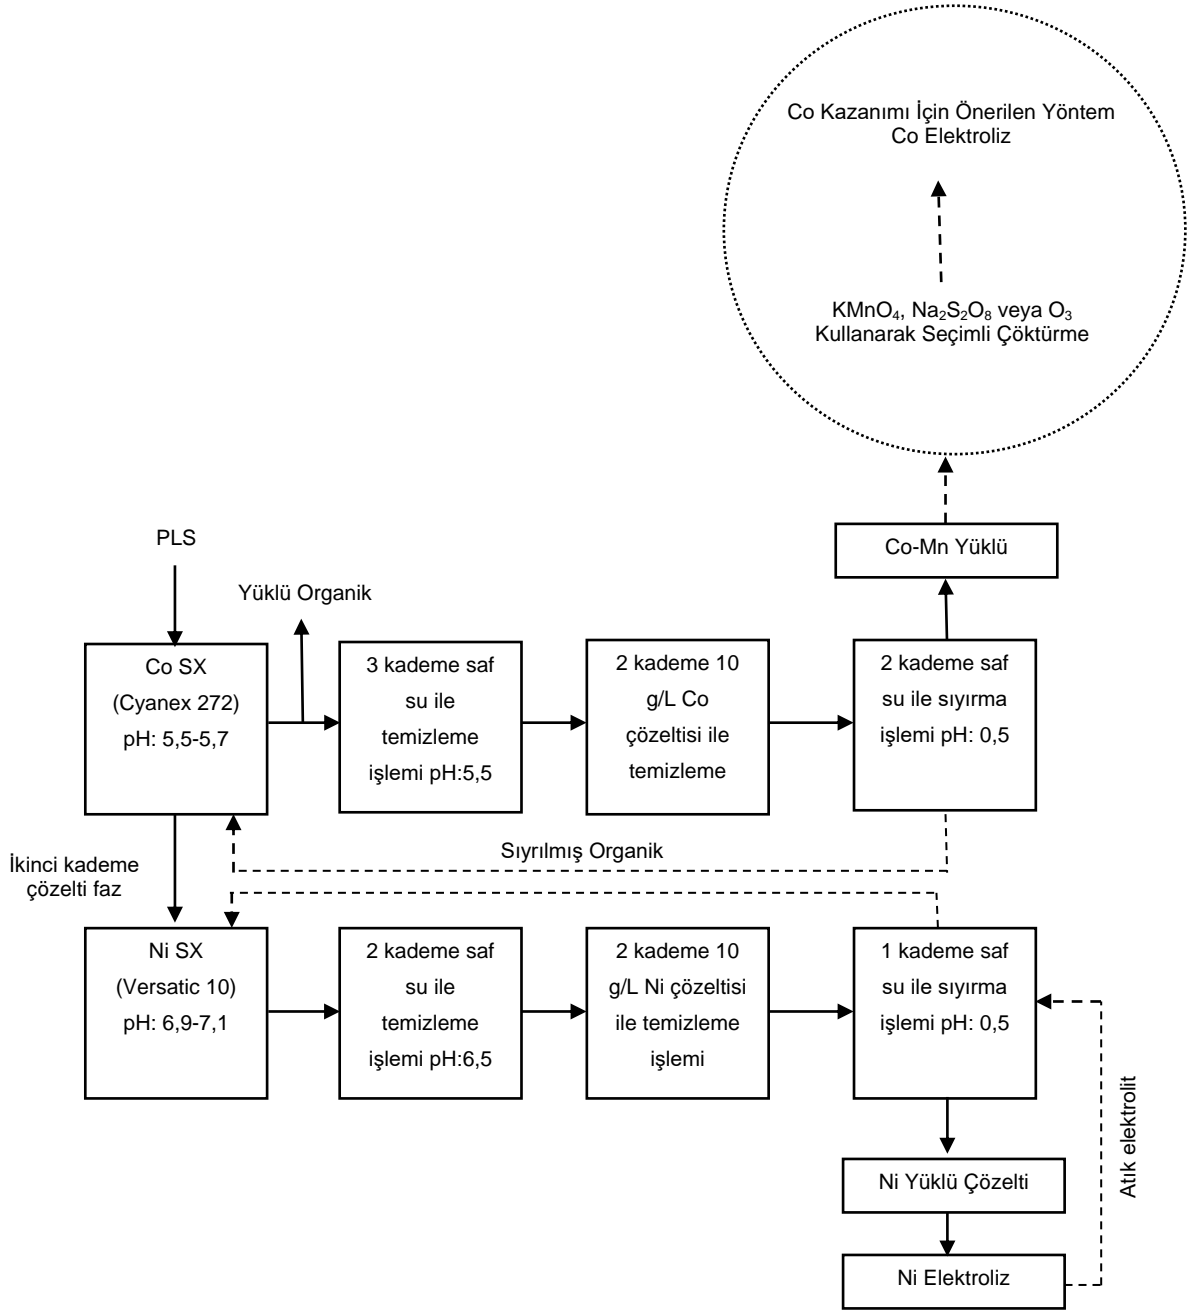 Co Kazanımı İçin Önerilen Yöntem
Co Elektroliz
KMnO₄, Na₂S₂O₈ veya O₃
Kullanarak Seçimli Çöktürme
Co-Mn Yüklü
PLS
Yüklü Organik
Co SX
(Cyanex 272)
pH: 5,5-5,7
3 kademe saf
su ile
temizleme
işlemi pH:5,5
2 kademe 10
g/L Co
çözeltisi ile
temizleme
2 kademe saf
su ile sıyırma
işlemi pH: 0,5
Sıyrılmış Organik
İkinci kademe
çözelti faz
Ni SX
(Versatic 10)
pH: 6,9-7,1
2 kademe saf
su ile
temizleme
işlemi pH:6,5
2 kademe 10
g/L Ni çözeltisi
ile temizleme
işlemi
1 kademe saf
su ile sıyırma
işlemi pH: 0,5
Atık elektrolit
Ni Yüklü Çözelti
Ni Elektroliz